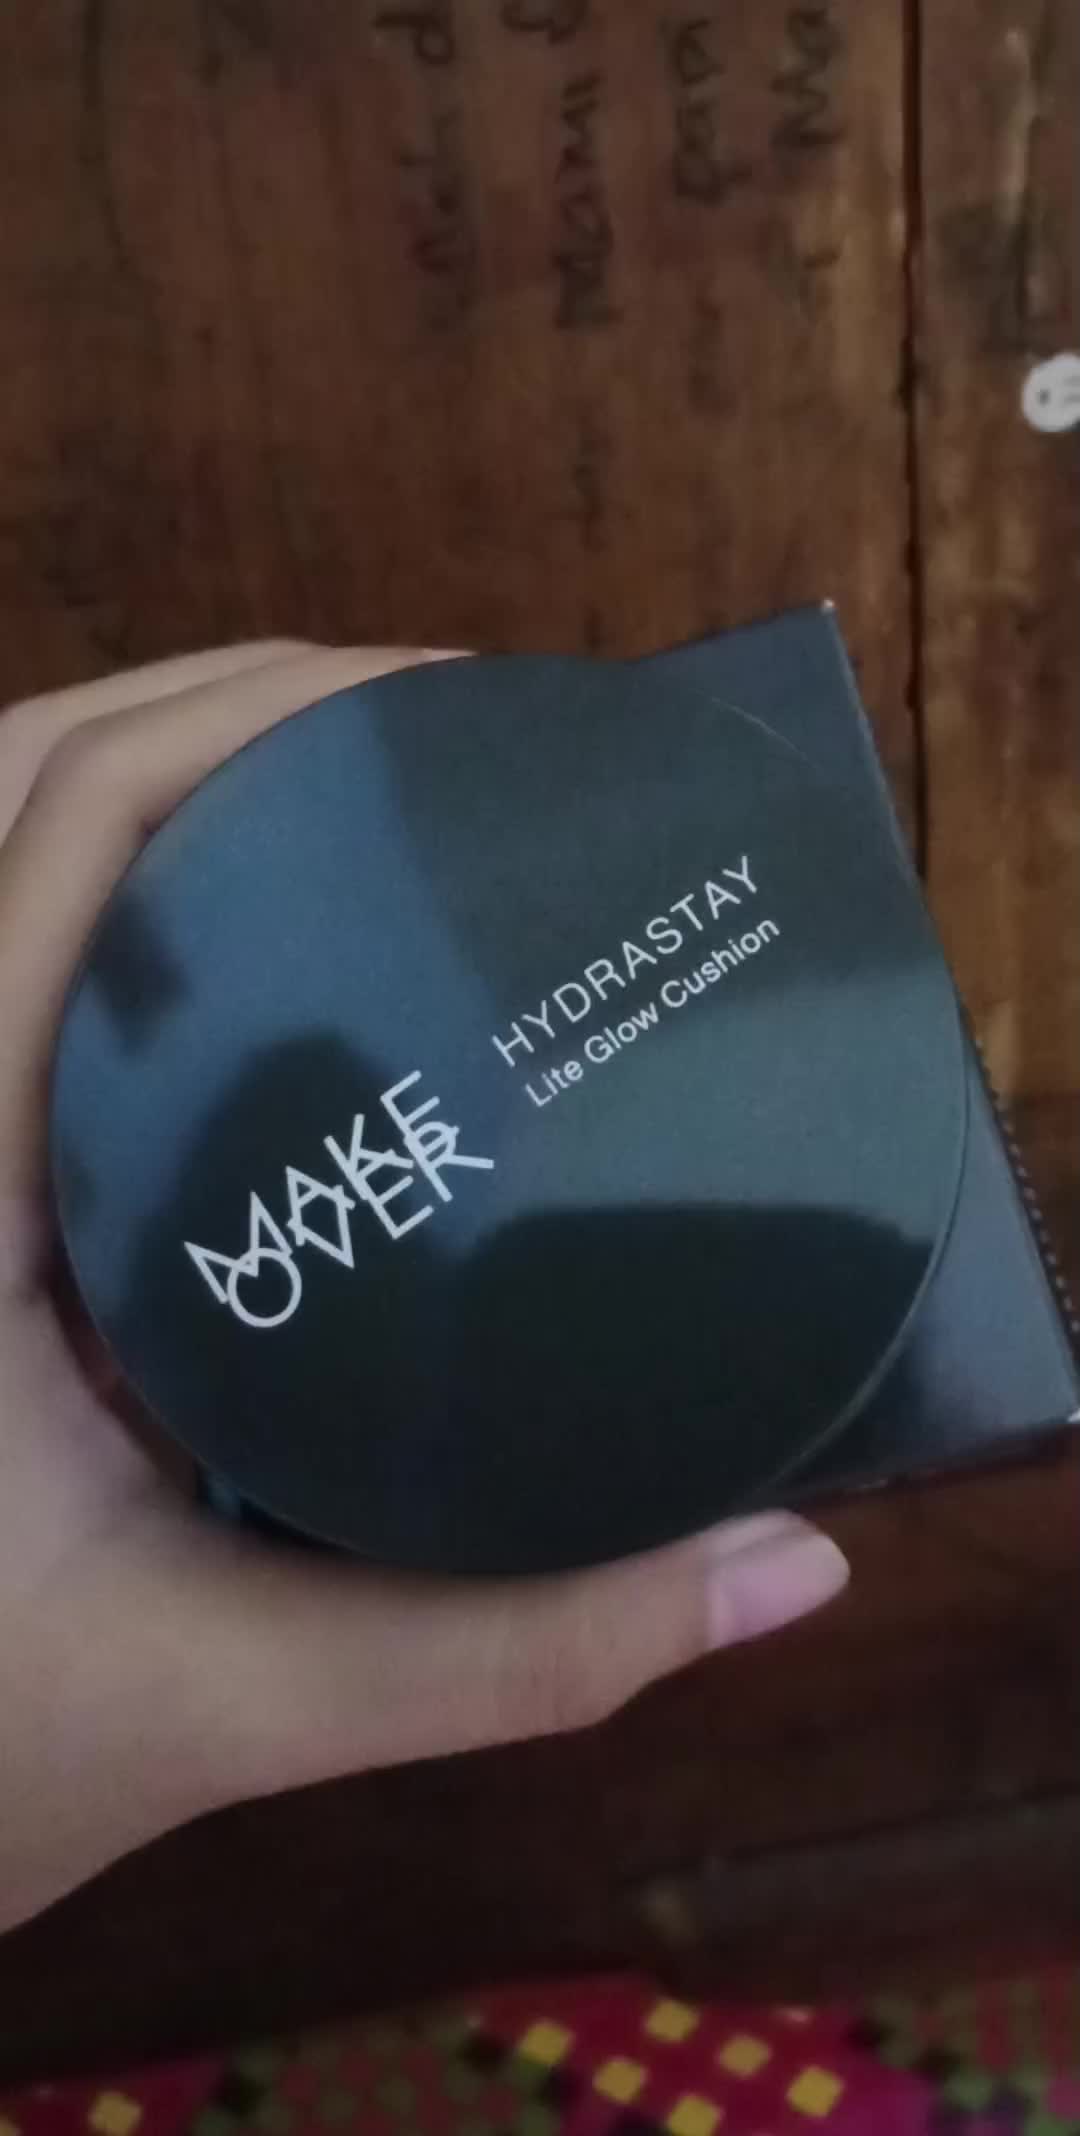 MAKE
OVER
HYDRASTAY
Lite Glow Cushion